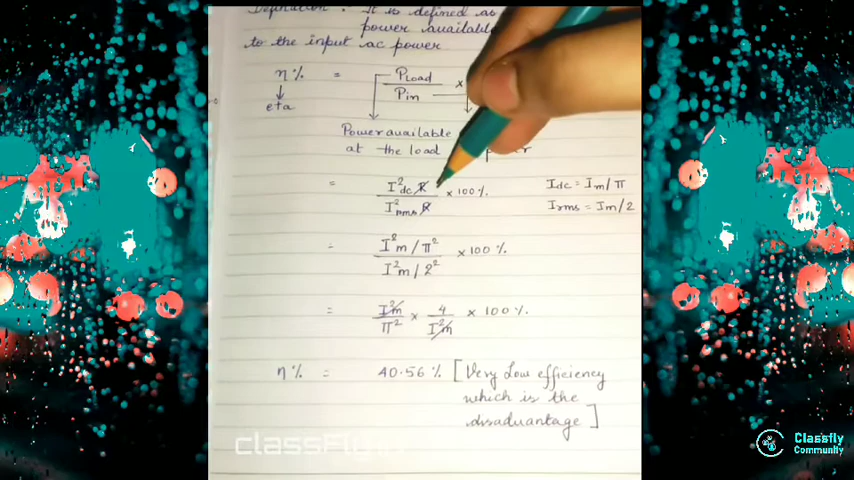 Definition : It is defined as
power available
to the input ac power
η% = PLoad / Pin ×
eta
Power available
at the load
= I²dc R / I²rms R × 100%. Idc = Im/π
Irms = Im/2
= I²m/π² / I²m/2² × 100%.
= I²m / π² × 4 / I²m × 100%.
η% = 40.56% [Very Low efficiency
which is the
disaduantage]
classFly
Classfly
Community